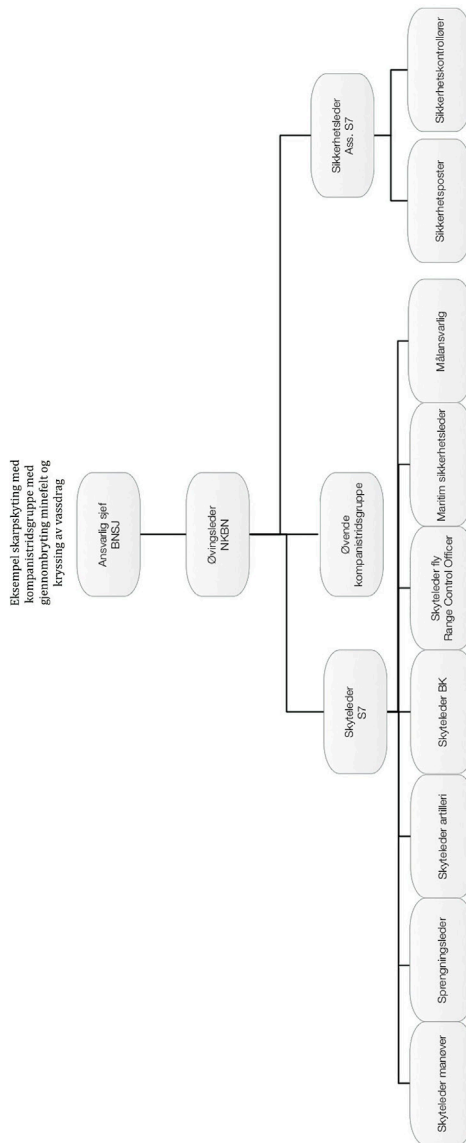 Eksempel skarpskyting med
kompanistridsgruppe med
gjennombryting minefelt og
kryssing av vassdrag
Ansvarlig sjef
BNSJ
Øvingsleder
NKBN
Skyteleder
S7
Øvende
kompanistridsgruppe
Sikkerhetsleder
Ass. S7
Skyteleder manøver
Sprengningsleder
Skyteleder artilleri
Skyteleder BK
Skyteleder fly
Range Control Officer
Maritim sikkerhetsleder
Målansvarlig
Sikkerhetsposter
Sikkerhetskontrollører